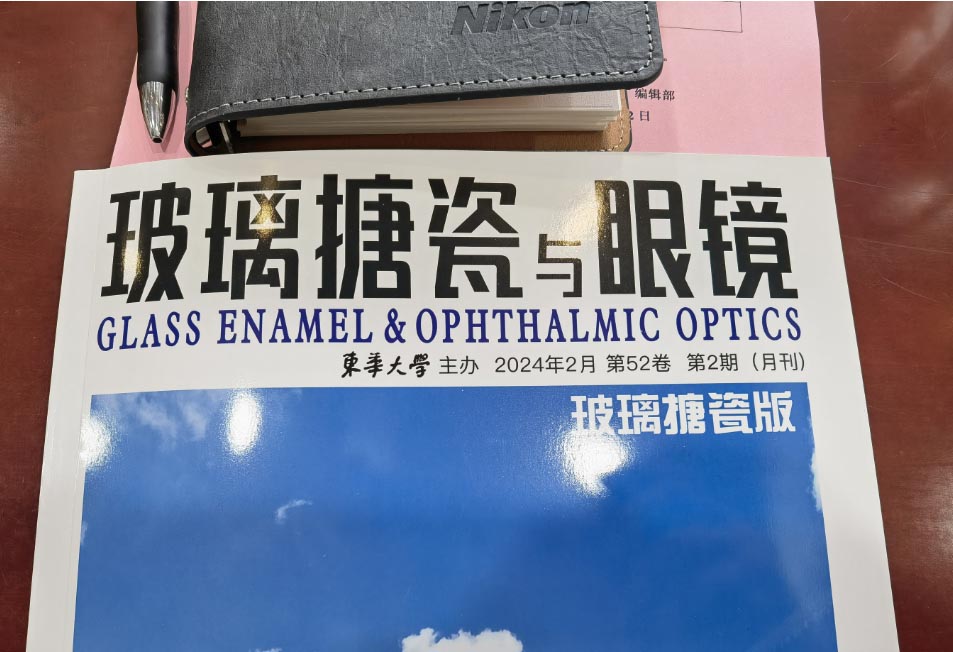 Nikon
编辑部
2日
玻璃搪瓷与眼镜
GLASS ENAMEL & OPHTHALMIC OPTICS
東華大學 主办 2024年2月 第52卷 第2期（月刊）
玻璃搪瓷版